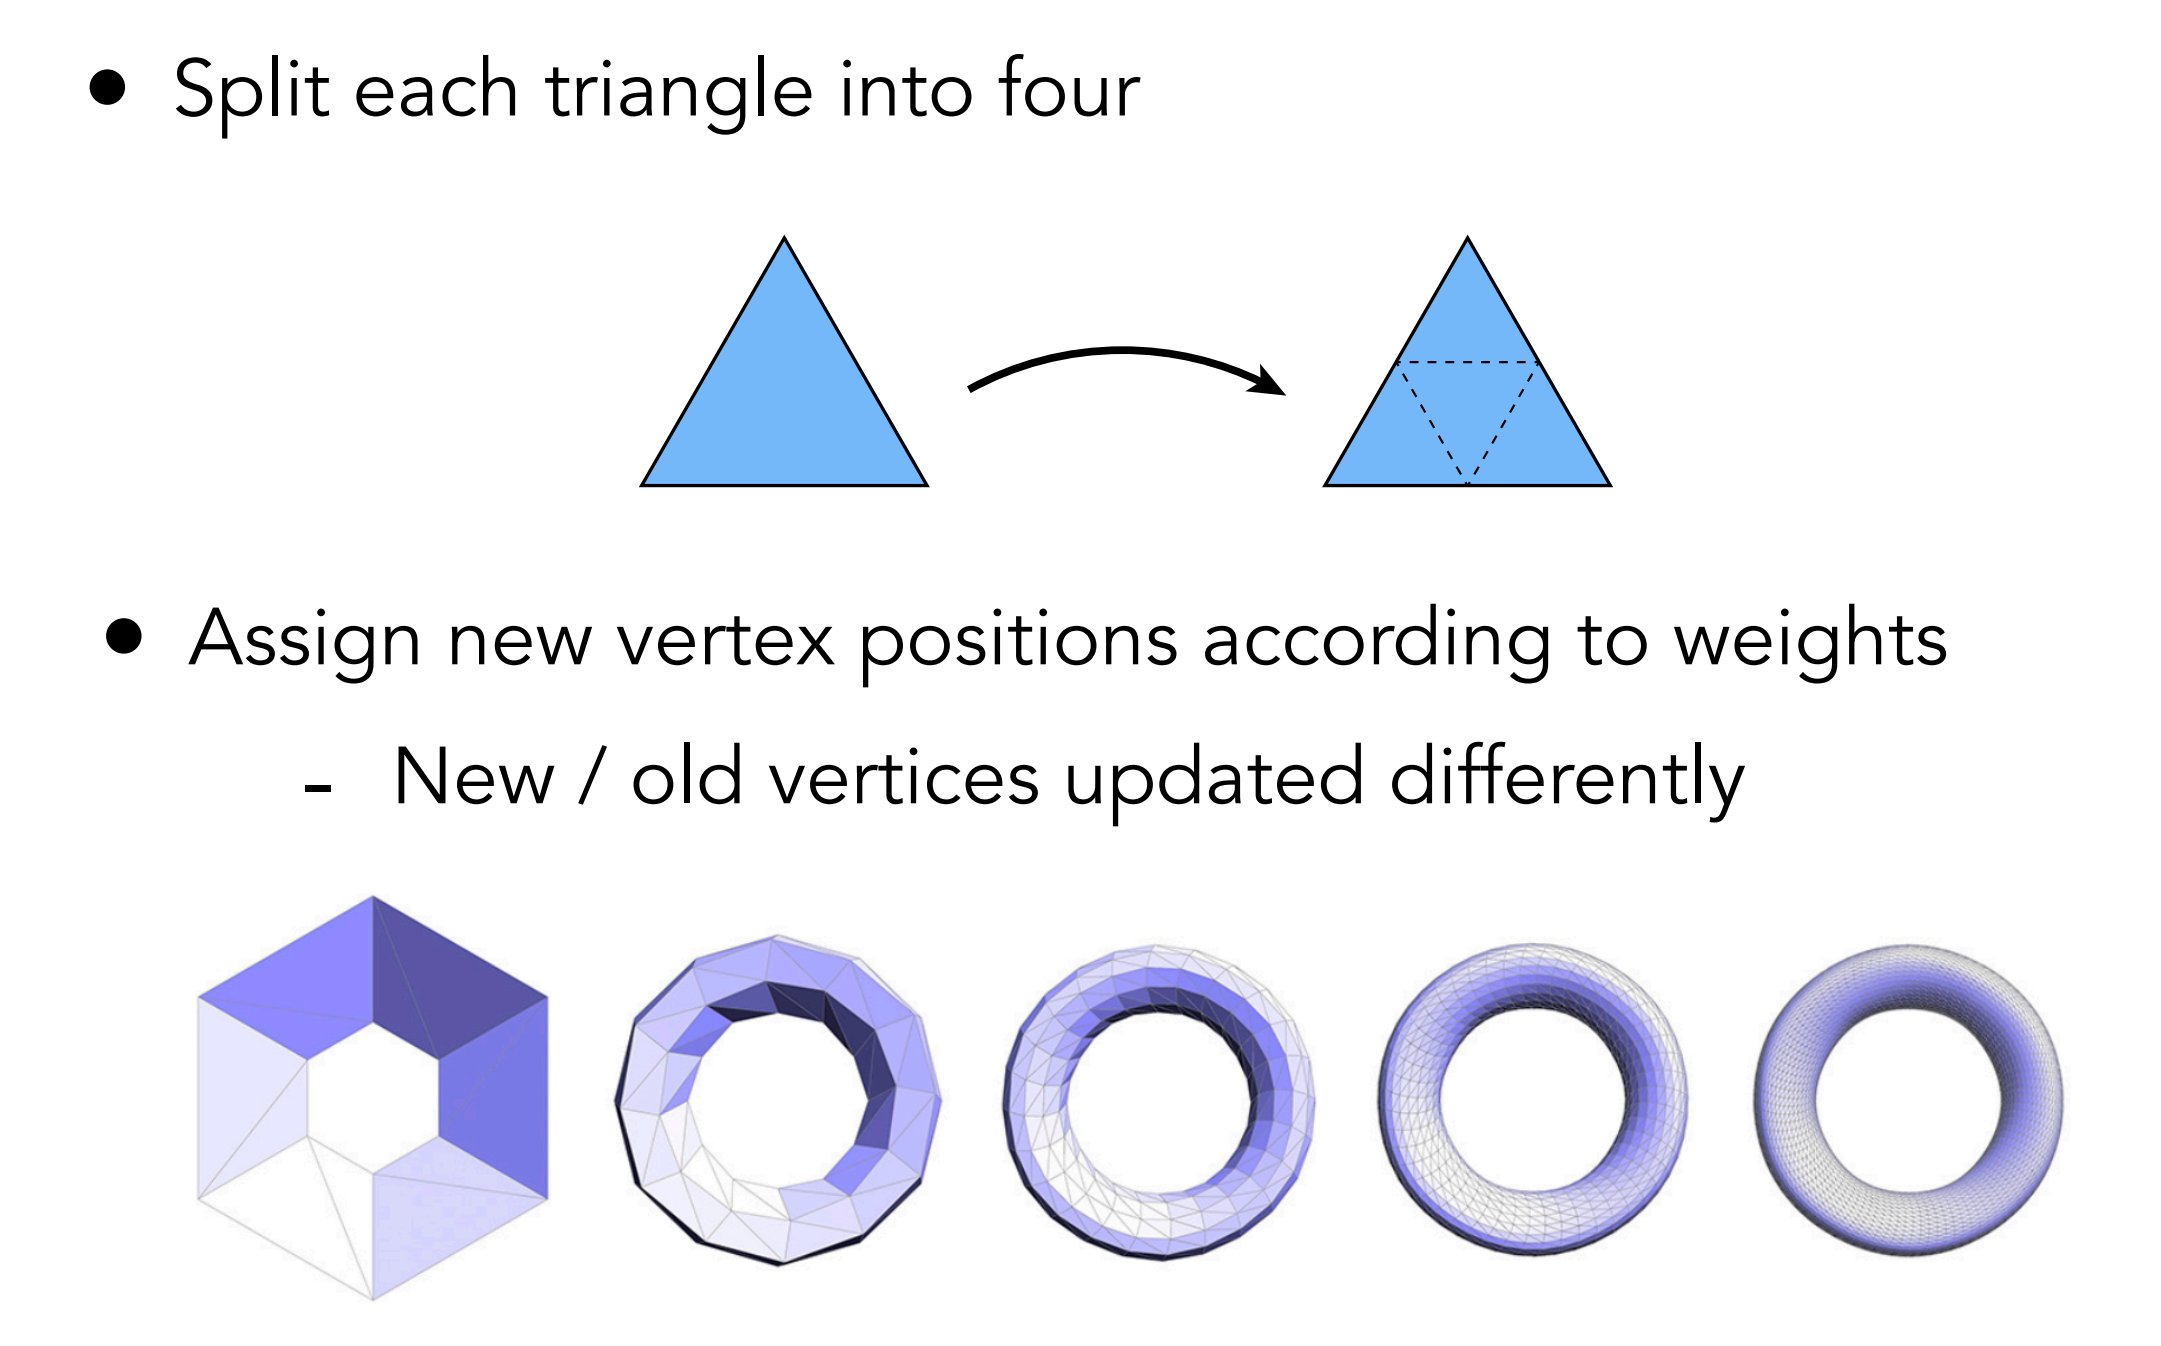 • Split each triangle into four
• Assign new vertex positions according to weights
- New / old vertices updated differently